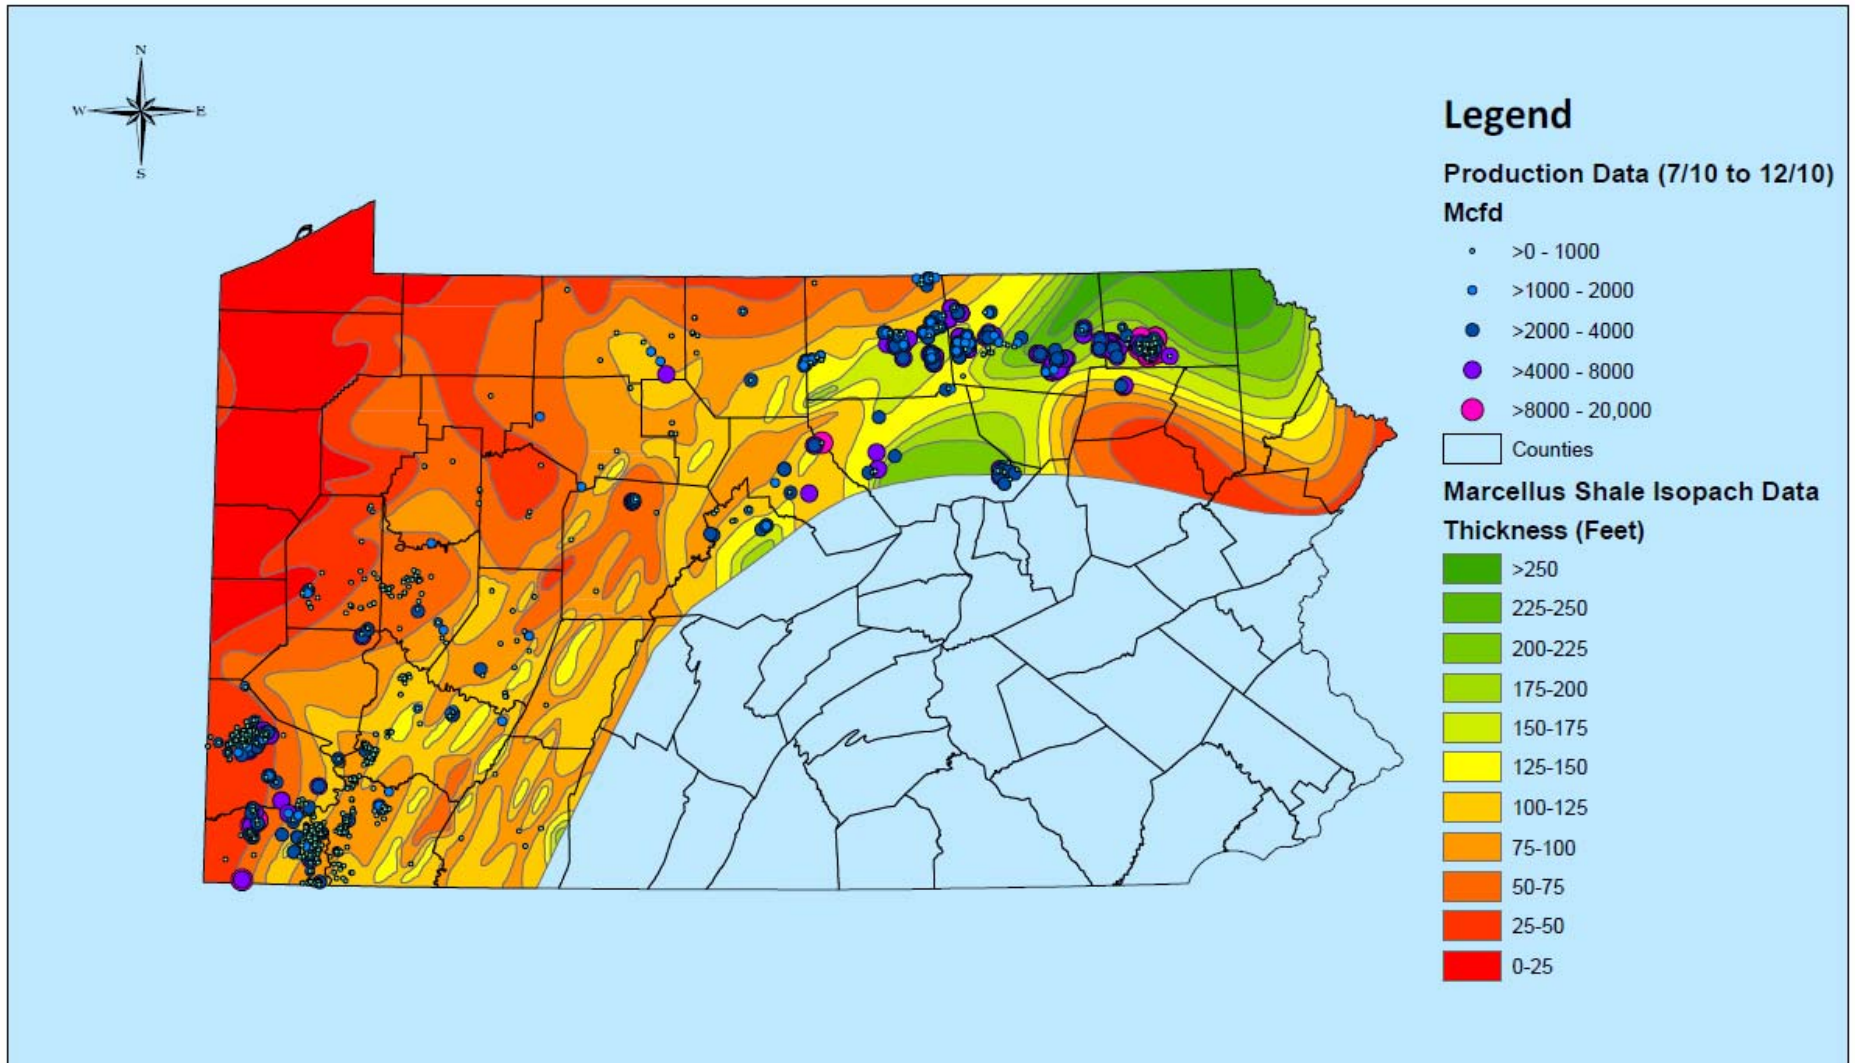 N
W E
S
Legend
Production Data (7/10 to 12/10)
Mcfd
>0 - 1000
>1000 - 2000
>2000 - 4000
>4000 - 8000
>8000 - 20,000
Counties
Marcellus Shale Isopach Data
Thickness (Feet)
>250
225-250
200-225
175-200
150-175
125-150
100-125
75-100
50-75
25-50
0-25